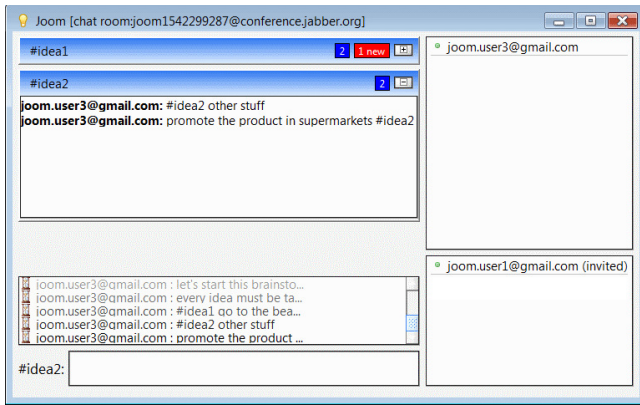 Joom [chat room:joom1542299287@conference.jabber.org]
#idea1 2 1 new
#idea2 2
joom.user3@gmail.com: #idea2 other stuff
joom.user3@gmail.com: promote the product in supermarkets #idea2
joom.user3@gmail.com : let's start this brainsto...
joom.user3@gmail.com : every idea must be ta...
joom.user3@gmail.com : #idea1 go to the bea...
joom.user3@gmail.com : #idea2 other stuff
joom.user3@gmail.com : promote the product ...
#idea2:
joom.user3@gmail.com
joom.user1@gmail.com (invited)